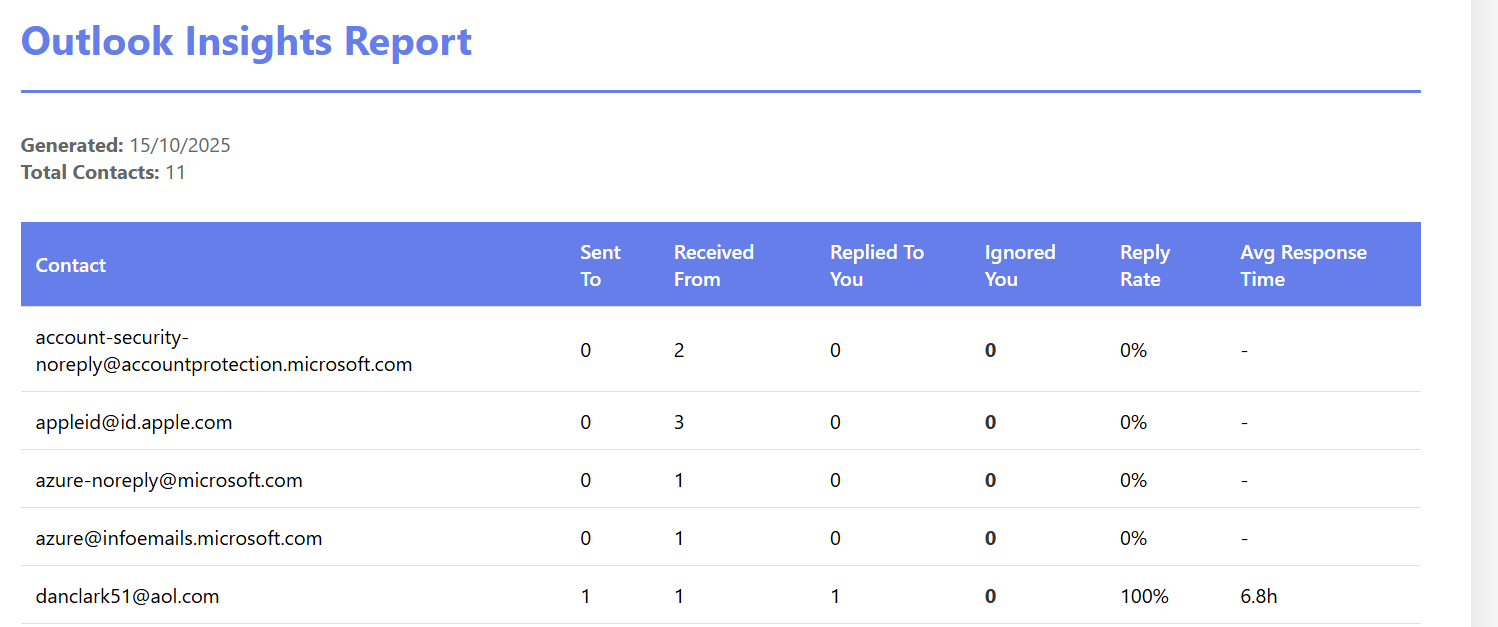 Outlook Insights Report
Generated: 15/10/2025
Total Contacts: 11
Contact Sent To Received From Replied To You Ignored You Reply Rate Avg Response Time
account-security-noreply@accountprotection.microsoft.com 0 2 0 0 0% -
appleid@id.apple.com 0 3 0 0 0% -
azure-noreply@microsoft.com 0 1 0 0 0% -
azure@infoemails.microsoft.com 0 1 0 0 0% -
danclark51@aol.com 1 1 1 0 100% 6.8h